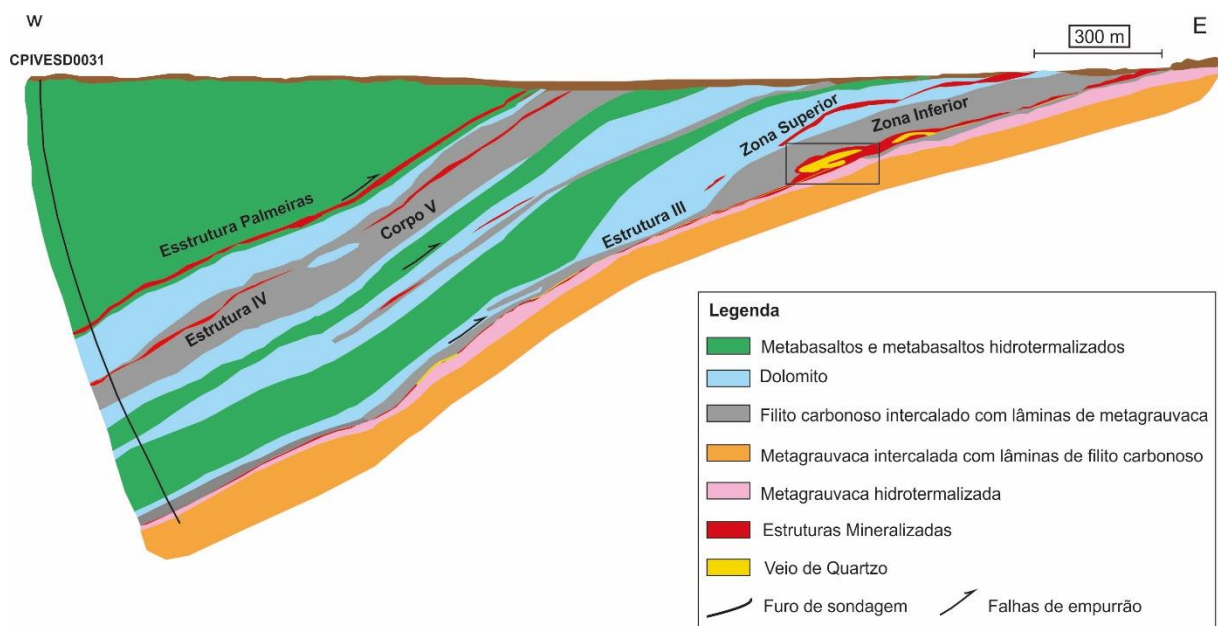 W
E
CPIVESD0031
300 m
Zona Superior
Zona Inferior
Esstrutura Palmeiras
Corpo V
Estrutura III
Estrutura IV
Legenda
Metabasaltos e metabasaltos hidrotermalizados
Dolomito
Filito carbonoso intercalado com lâminas de metagrauvaca
Metagrauvaca intercalada com lâminas de filito carbonoso
Metagrauvaca hidrotermalizada
Estruturas Mineralizadas
Veio de Quartzo
Furo de sondagem Falhas de empurrão